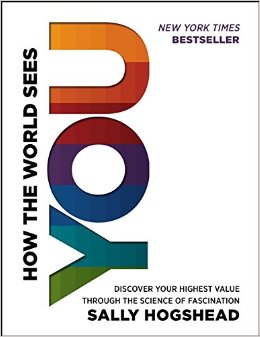 NEW YORK TIMES
BESTSELLER
HOW THE WORLD SEES
YOU
DISCOVER YOUR HIGHEST VALUE
THROUGH THE SCIENCE OF FASCINATION
SALLY HOGSHEAD